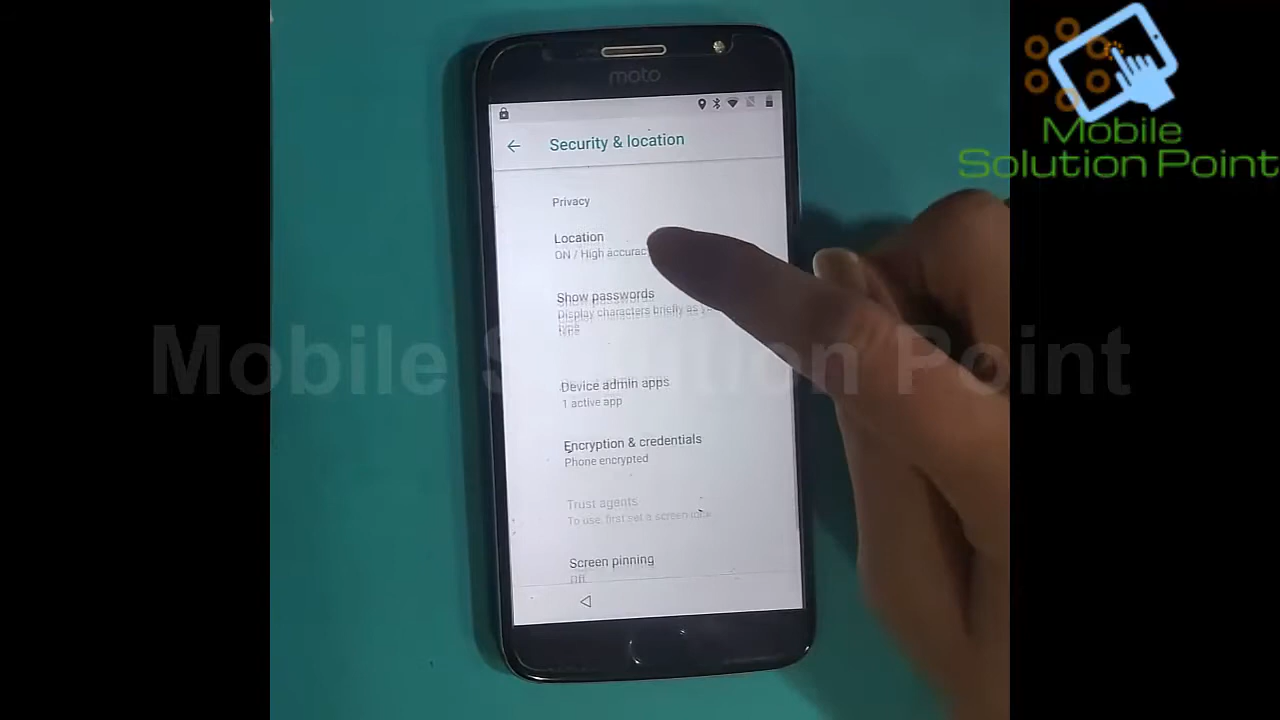 moto
Security & location
Privacy
Location
ON / High accurac
Show passwords
Display characters briefly as y
type
Device admin apps
1 active app
Encryption & credentials
Phone encrypted
Trust agents
To use, first set a screen lock
Screen pinning
Off
Mobile
Solution Point
Mobile Solution Point